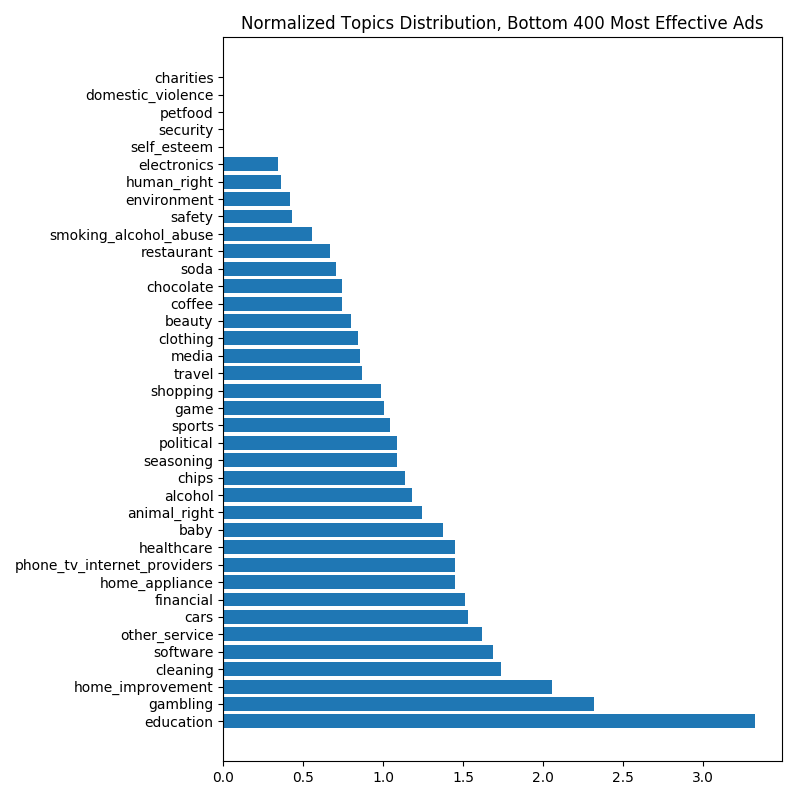 Normalized Topics Distribution, Bottom 400 Most Effective Ads
charities
domestic_violence
petfood
security
self_esteem
electronics
human_right
environment
safety
smoking_alcohol_abuse
restaurant
soda
chocolate
coffee
beauty
clothing
media
travel
shopping
game
sports
political
seasoning
chips
alcohol
animal_right
baby
healthcare
phone_tv_internet_providers
home_appliance
financial
cars
other_service
software
cleaning
home_improvement
gambling
education
0.0 0.5 1.0 1.5 2.0 2.5 3.0